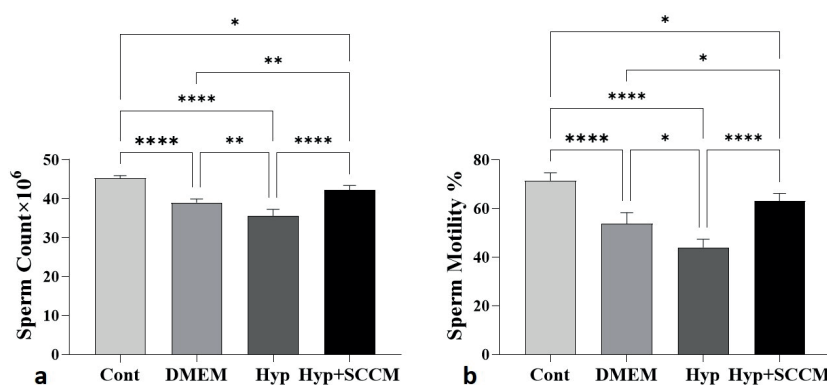 *
**
****
**** ** ****
50
40
30
20
10
0
Sperm Count×10⁶
Cont DMEM Hyp Hyp+SCCM
a
*
*
****
**** * ****
80
60
40
20
0
Sperm Motility %
Cont DMEM Hyp Hyp+SCCM
b